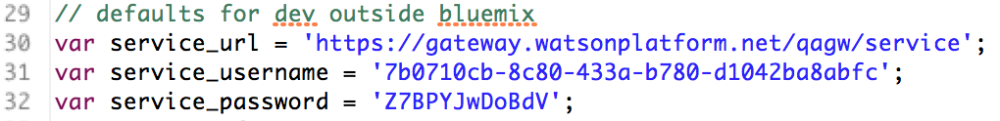 29 // defaults for dev outside bluemix
30 var service_url = 'https://gateway.watsonplatform.net/qagw/service';
31 var service_username = '7b0710cb-8c80-433a-b780-d1042ba8abfc';
32 var service_password = 'Z7BPYJwDoBdV';